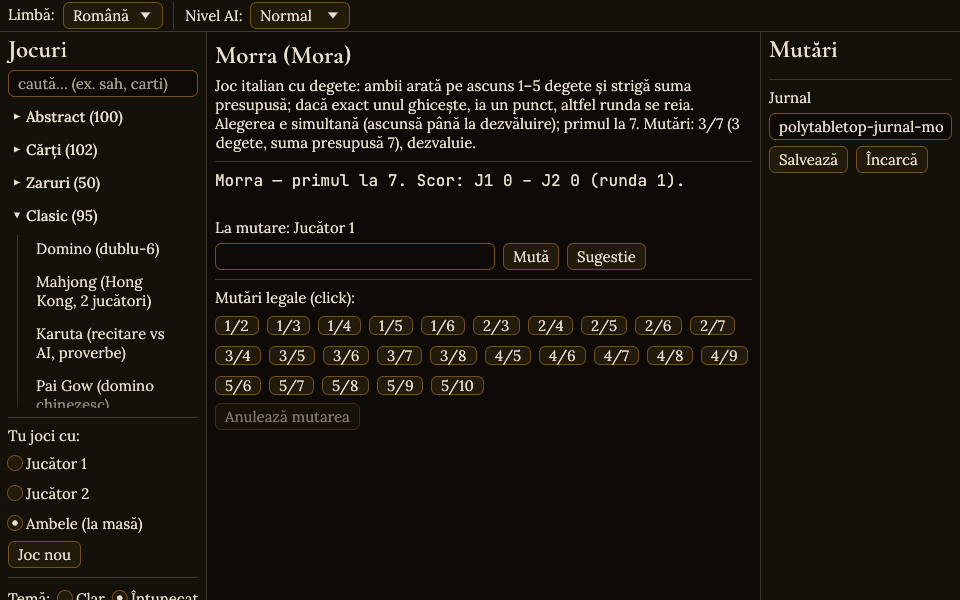 Limbă: Română ▼ Nivel AI: Normal ▼
Jocuri
caută... (ex. sah, carti)
▸ Abstract (100)
▸ Cărți (102)
▸ Zaruri (50)
▾ Clasic (95)
Domino (dublu-6)
Mahjong (Hong
Kong, 2 jucători)
Karuta (recitare vs
AI, proverbe)
Pai Gow (domino
chinezesc)
Tu joci cu:
Jucător 1
Jucător 2
Ambele (la masă)
Joc nou
Temă: Clar Întunecat
Morra (Mora)
Joc italian cu degete: ambii arată pe ascuns 1–5 degete și strigă suma
presupusă; dacă exact unul ghicește, ia un punct, altfel runda se reia.
Alegerea e simultană (ascunsă până la dezvăluire); primul la 7. Mutări: 3/7 (3
degete, suma presupusă 7), dezvaluie.
Morra — primul la 7. Scor: J1 0 – J2 0 (runda 1).
La mutare: Jucător 1
Mută Sugestie
Mutări legale (click):
1/2 1/3 1/4 1/5 1/6 2/3 2/4 2/5 2/6 2/7
3/4 3/5 3/6 3/7 3/8 4/5 4/6 4/7 4/8 4/9
5/6 5/7 5/8 5/9 5/10
Anulează mutarea
Mutări
Jurnal
polytabletop-jurnal-mo
Salvează Încarcă